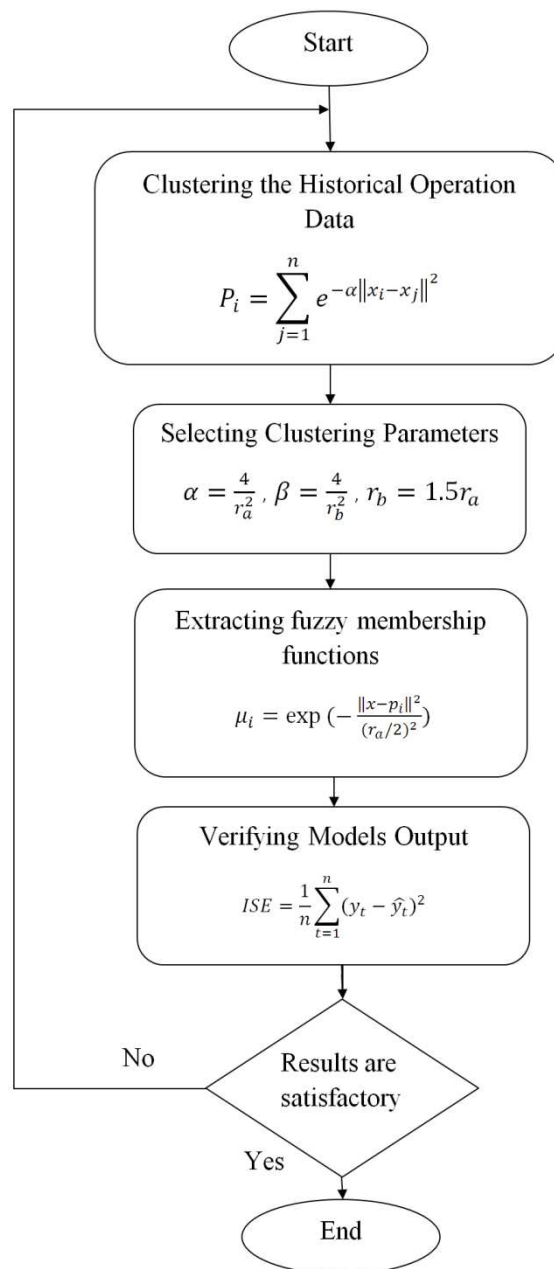 Start
Clustering the Historical Operation
Data
$P_i = \sum_{j=1}^{n} e^{-\alpha \|x_i - x_j\|^2}$
Selecting Clustering Parameters
$\alpha = \frac{4}{r_a^2}, \beta = \frac{4}{r_b^2}, r_b = 1.5r_a$
Extracting fuzzy membership
functions
$\mu_i = \exp(-\frac{\|x - p_i\|^2}{(r_a/2)^2})$
Verifying Models Output
$ISE = \frac{1}{n} \sum_{t=1}^{n} (y_t - \hat{y_t})^2$
No
Results are
satisfactory
Yes
End